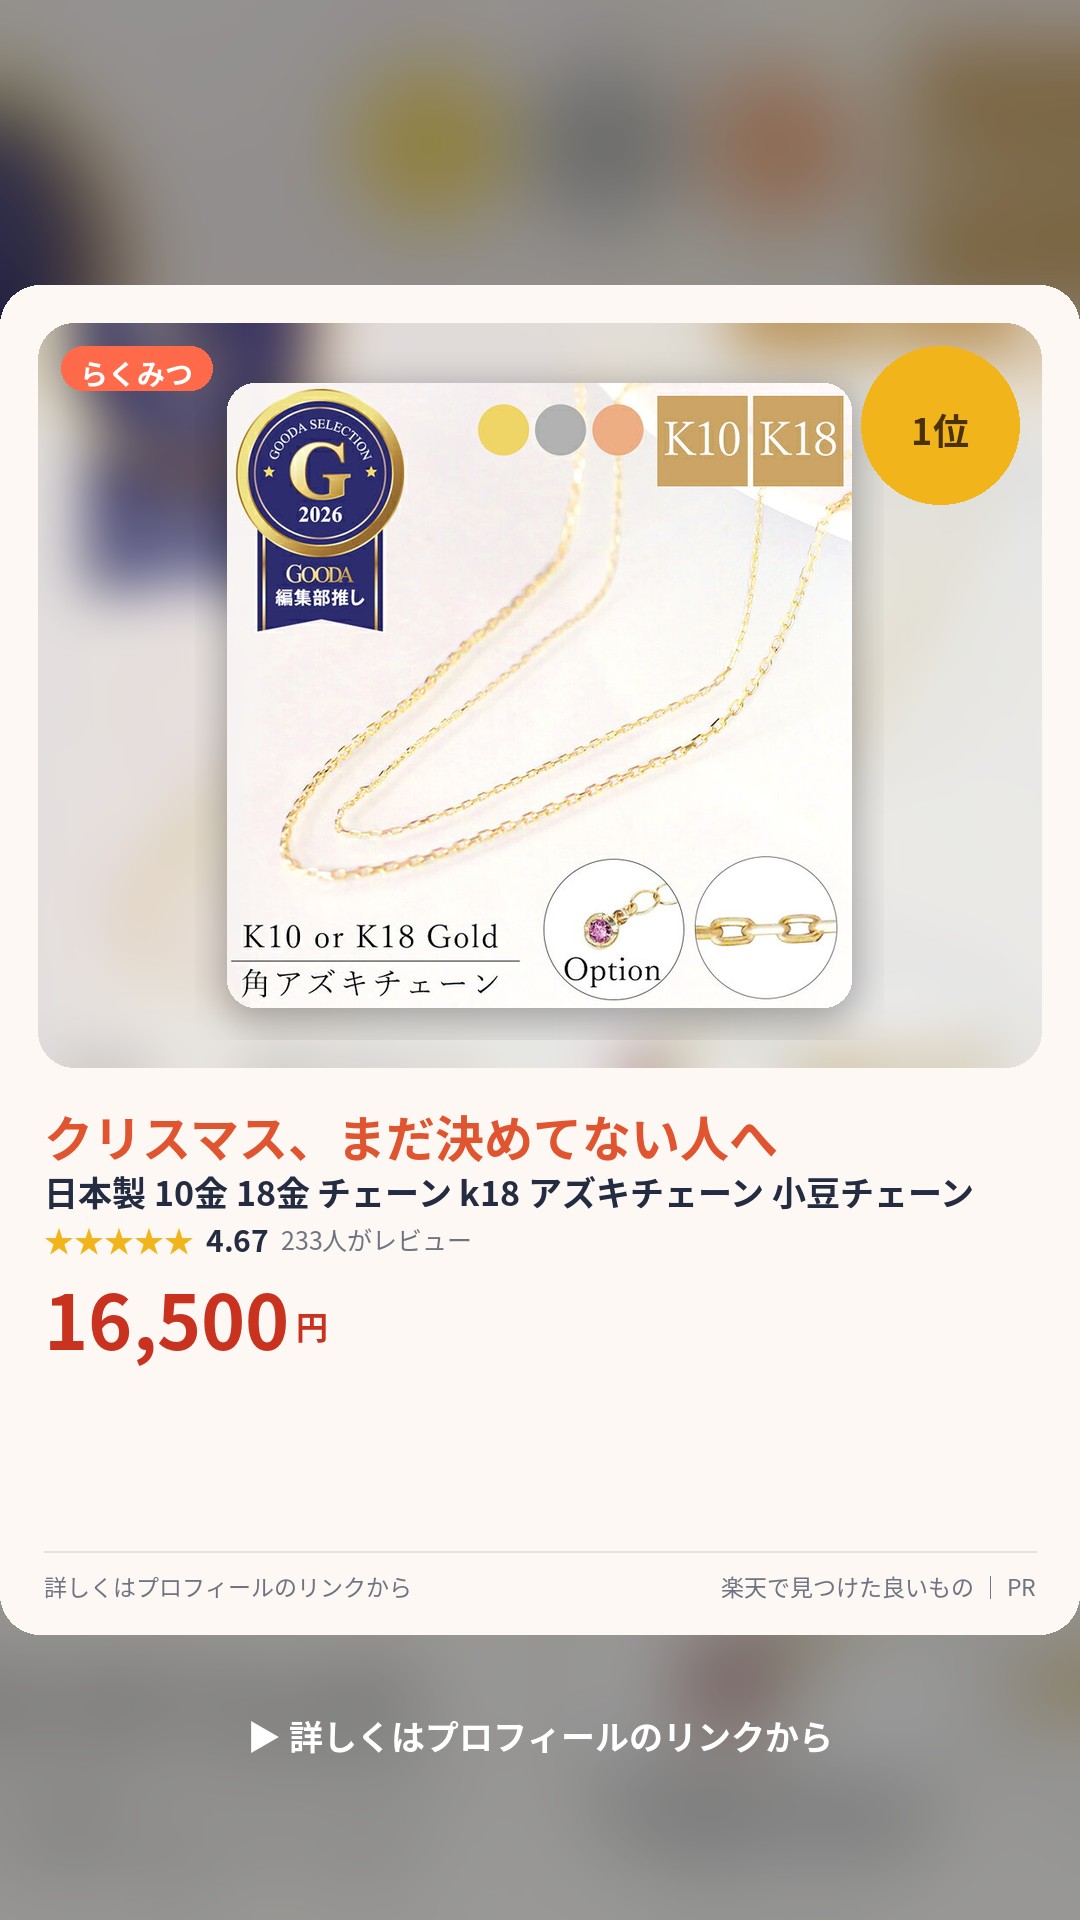 らくみつ
1位
GOODA SELECTION
G
2026
GOODA
編集部推し
K10 K18
K10 or K18 Gold
角アズキチェーン
Option
クリスマス、まだ決めてない人へ
日本製 10金 18金 チェーン k18 アズキチェーン 小豆チェーン
★★★★★ 4.67 233人がレビュー
16,500円
詳しくはプロフィールのリンクから
楽天で見つけた良いもの｜PR
▶ 詳しくはプロフィールのリンクから